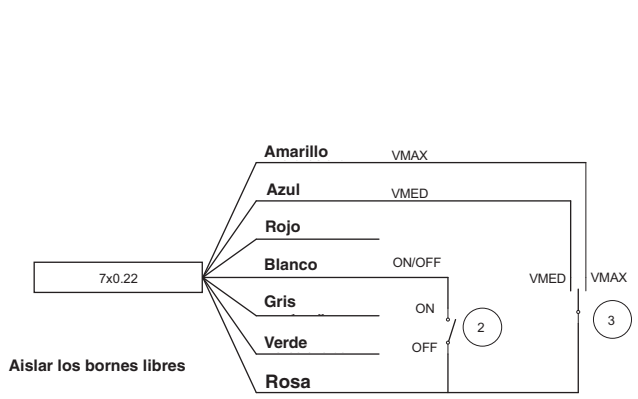 Amarillo VMAX
Azul VMED
Rojo
Blanco ON/OFF
7x0.22
VMED VMAX
Gris
ON
2
3
Verde
OFF
Aislar los bornes libres
Rosa